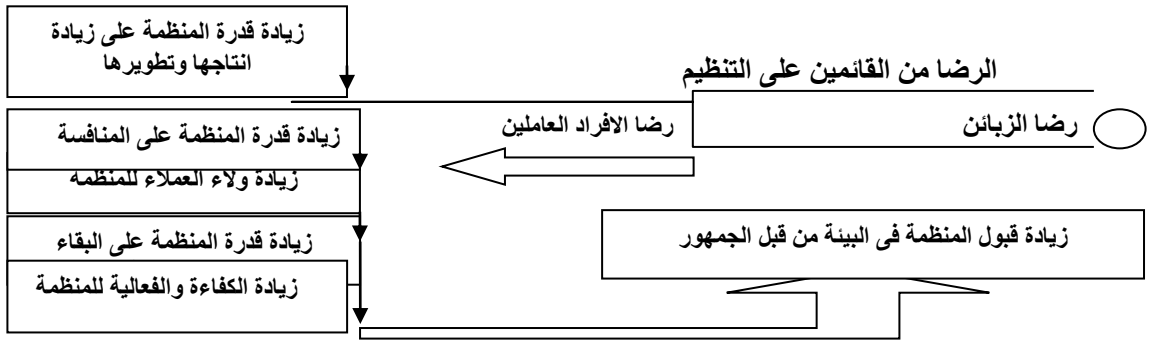 الرضا من القائمين على التنظيم
رضا الزبائن
رضا الافراد العاملين
زيادة قدرة المنظمة على زيادة
انتاجها وتطويرها
زيادة قدرة المنظمة على المنافسة
زيادة ولاء العملاء للمنظمة
زيادة قدرة المنظمة على البقاء
زيادة الكفاءة والفعالية للمنظمة
زيادة قبول المنظمة فى البيئة من قبل الجمهور